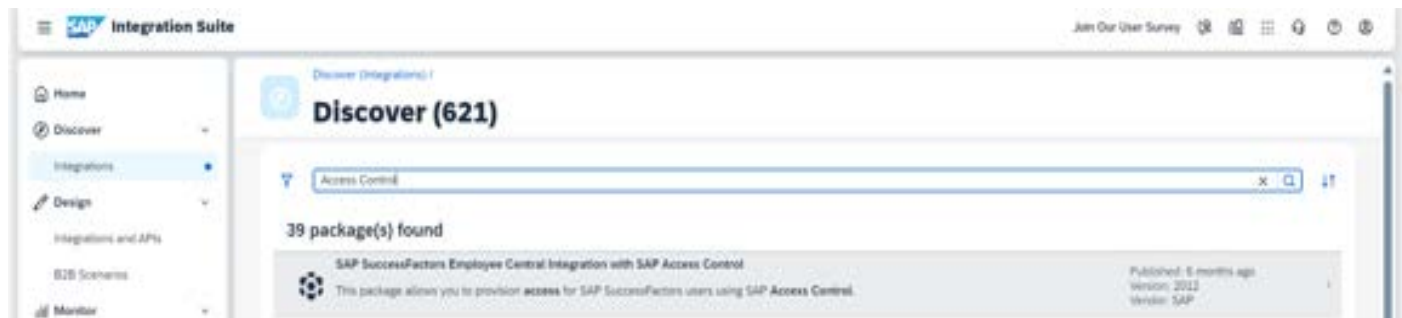 SAP Integration Suite
Join Our User Survey
Home
Discover
Integrations
Design
Integrations and APIs
B2B Scenarios
Monitor
Discover (Integrations) /
Discover (621)
Access Control
39 package(s) found
SAP SuccessFactors Employee Central Integration with SAP Access Control
This package allows you to provision access for SAP SuccessFactors users using SAP Access Control.
Published: 6 months ago
Version: 2012
Vendor: SAP